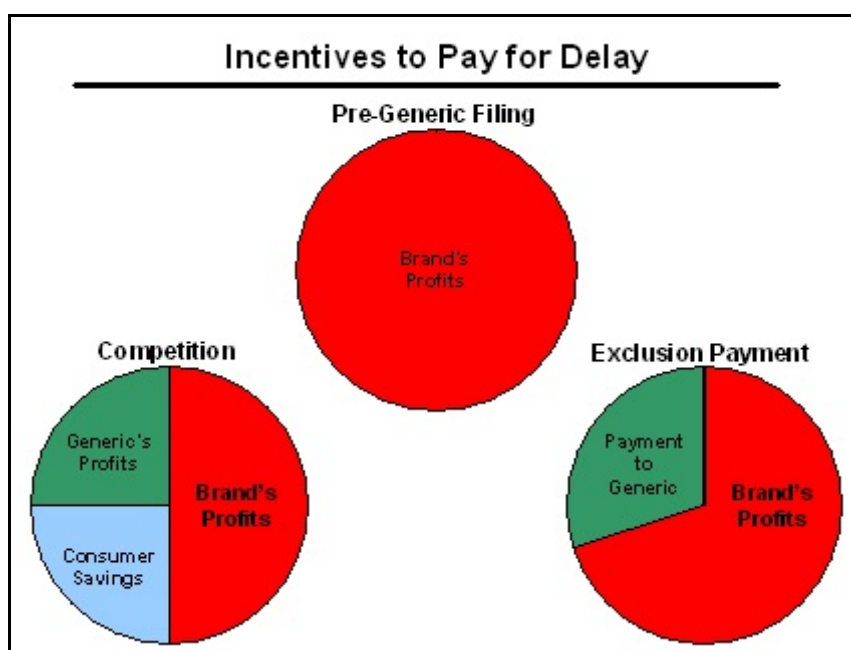 Incentives to Pay for Delay
Pre-Generic Filing
Brand's
Profits
Competition
Generic's
Profits
Brand's
Profits
Consumer
Savings
Exclusion Payment
Payment
to
Generic
Brand's
Profits